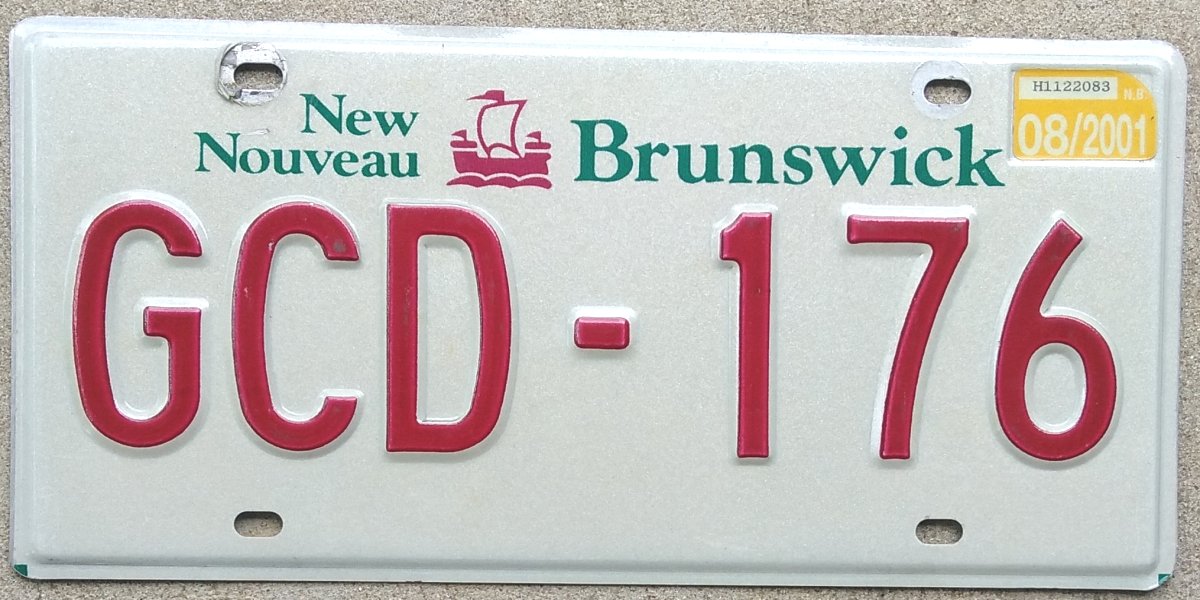 New
Nouveau
Brunswick
H1122083
N.B.
08/2001
GCD-176